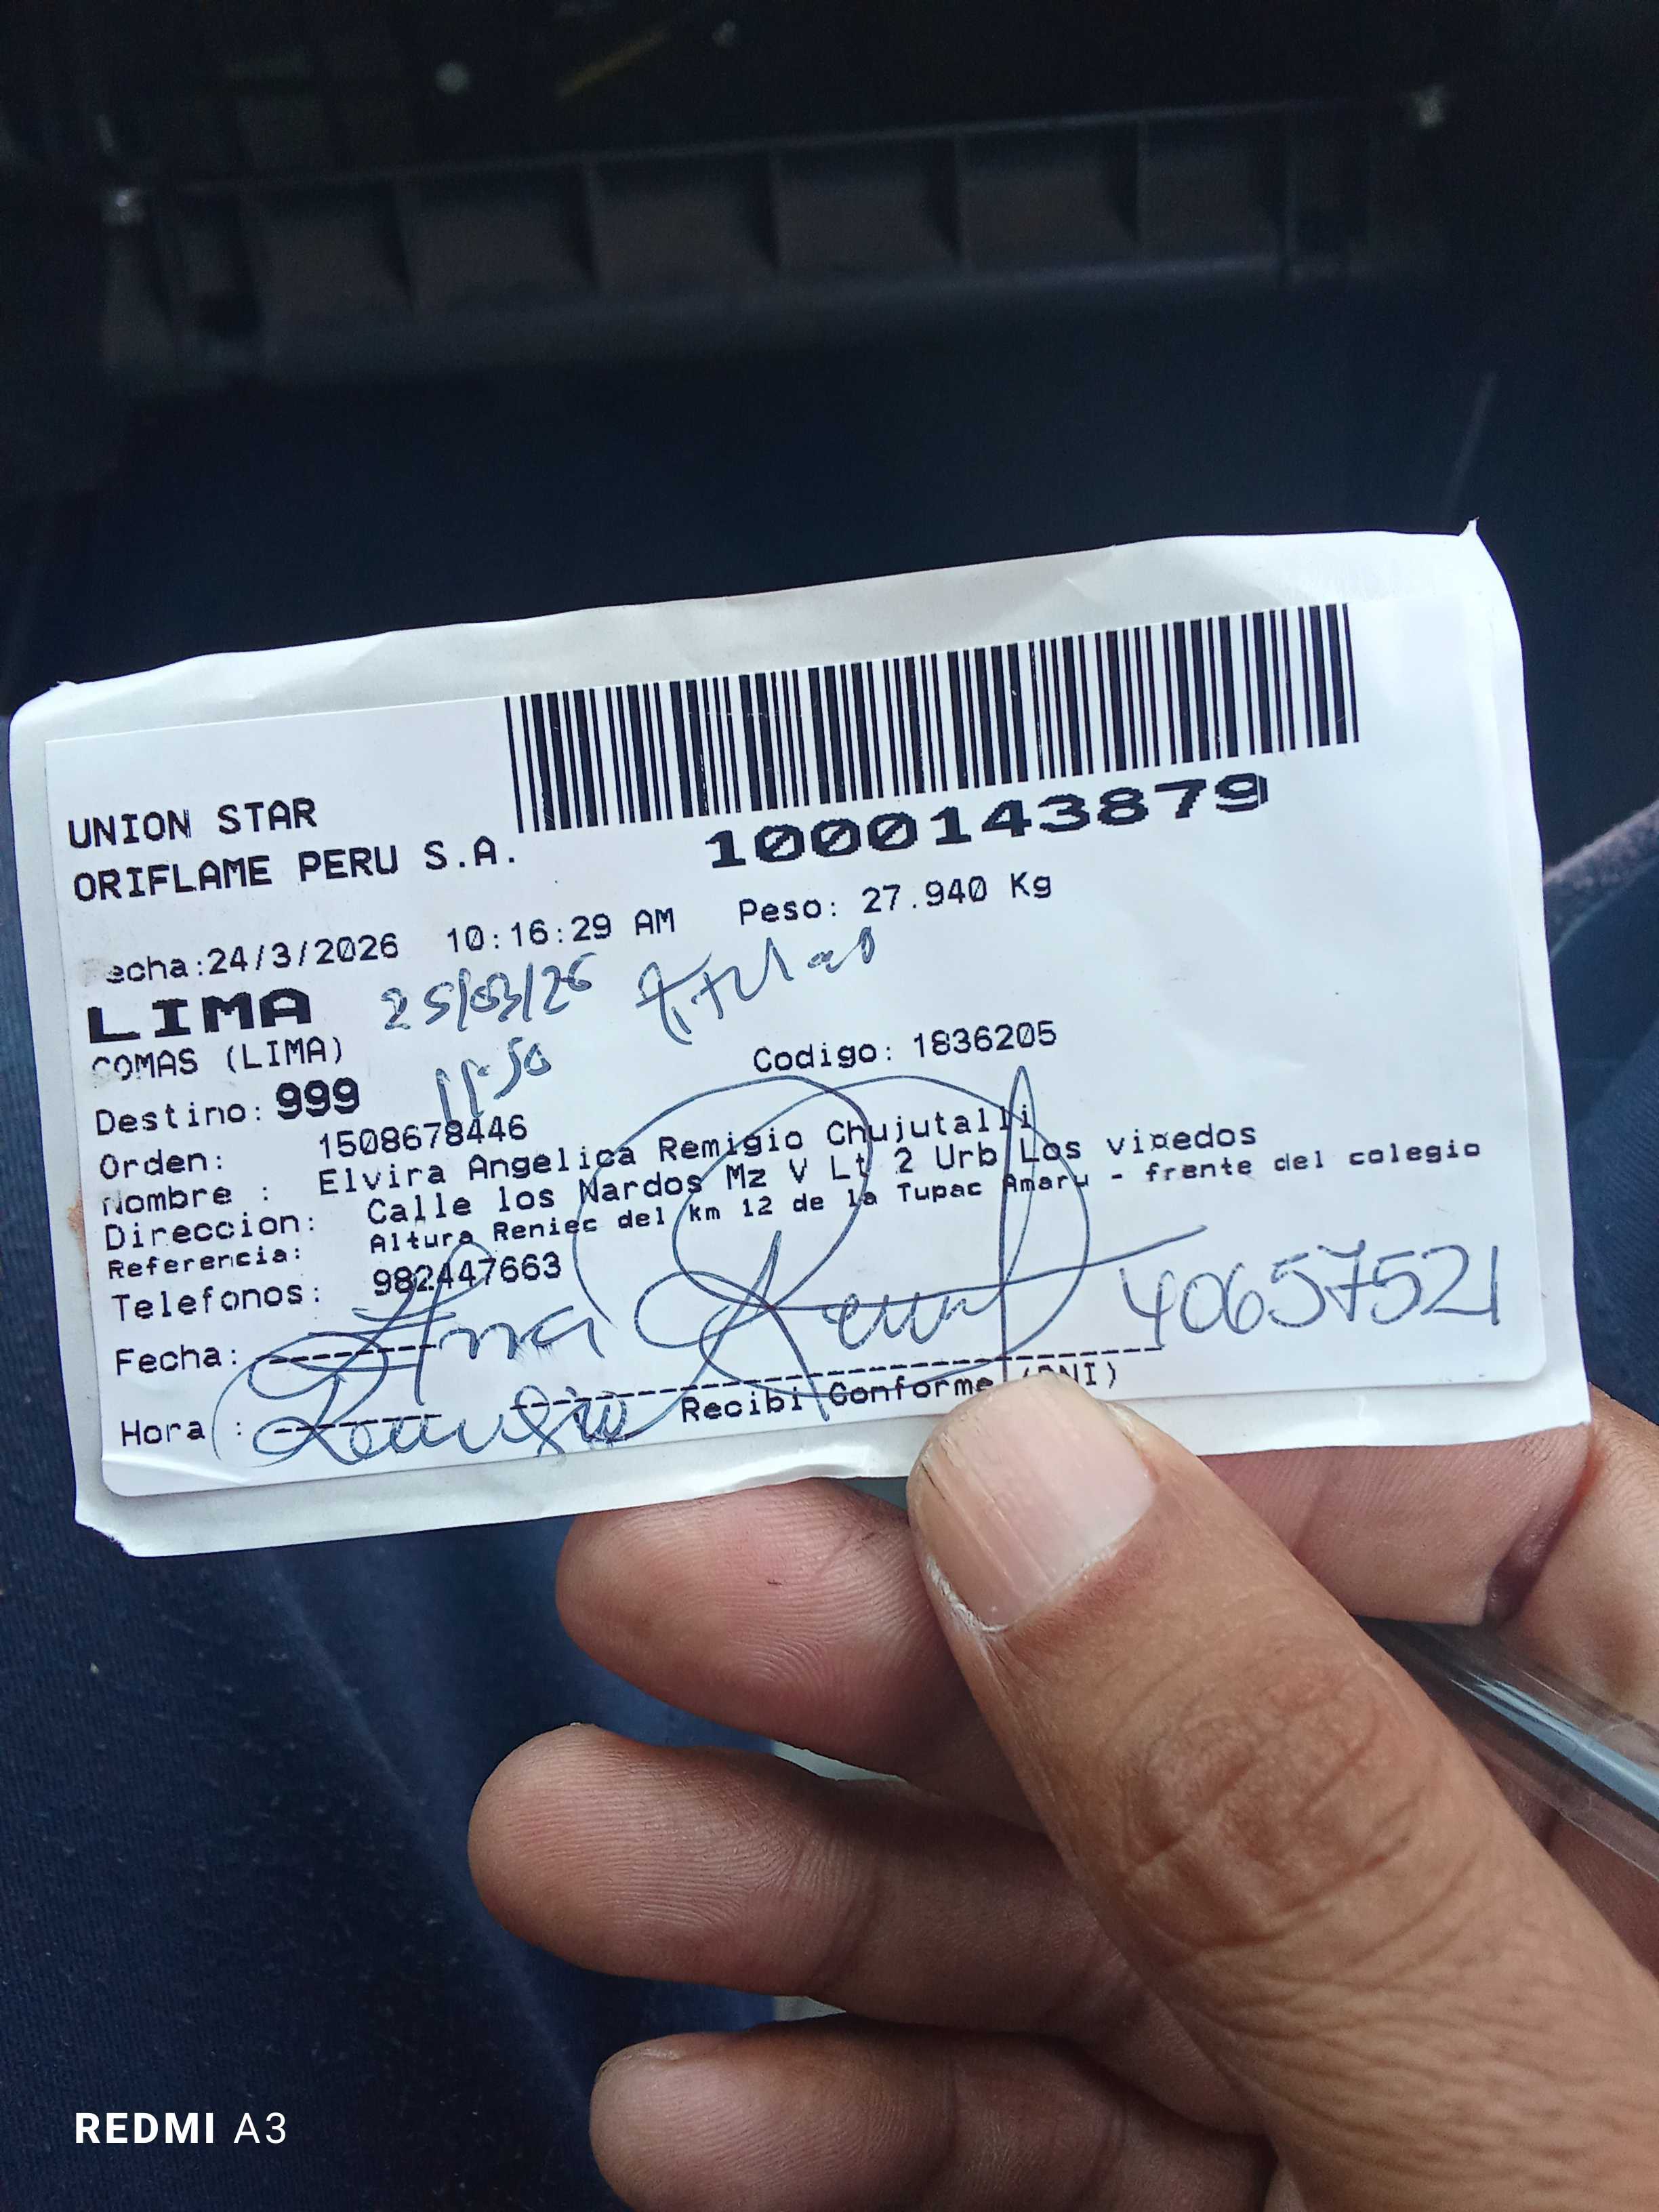 UNION STAR
ORIFLAME PERU S.A.
1000143879
echa:24/3/2026 10:16:29 AM Peso: 27.940 Kg
LIMA 25/03/26
COMAS (LIMA)
Codigo: 1836205
Destino: 999 11:50
Orden: 1508678446
Nombre : Elvira Angelica Remigio Chujutalli
Direccion: Calle los Nardos Mz V Lt 2 Urb Los viñedos
Referencia: Altura Reniec del km 12 de la Tupac Amaru - frente del colegio
Telefonos: 982447663
Fecha: Ana 40657521
Hora : Remigio Recibi Conforme (DNI)
REDMI A3